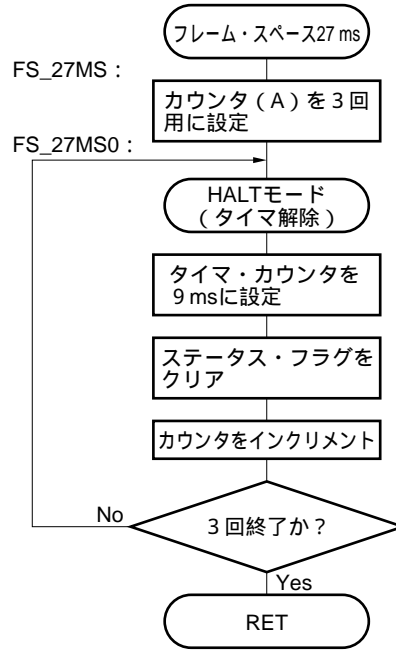 フレーム・スペース27 ms
FS_27MS：
カウンタ（A）を3回
用に設定
FS_27MS0：
HALTモード
（タイマ解除）
タイマ・カウンタを
9 msに設定
ステータス・フラグを
クリア
カウンタをインクリメント
No
3回終了か？
Yes
RET